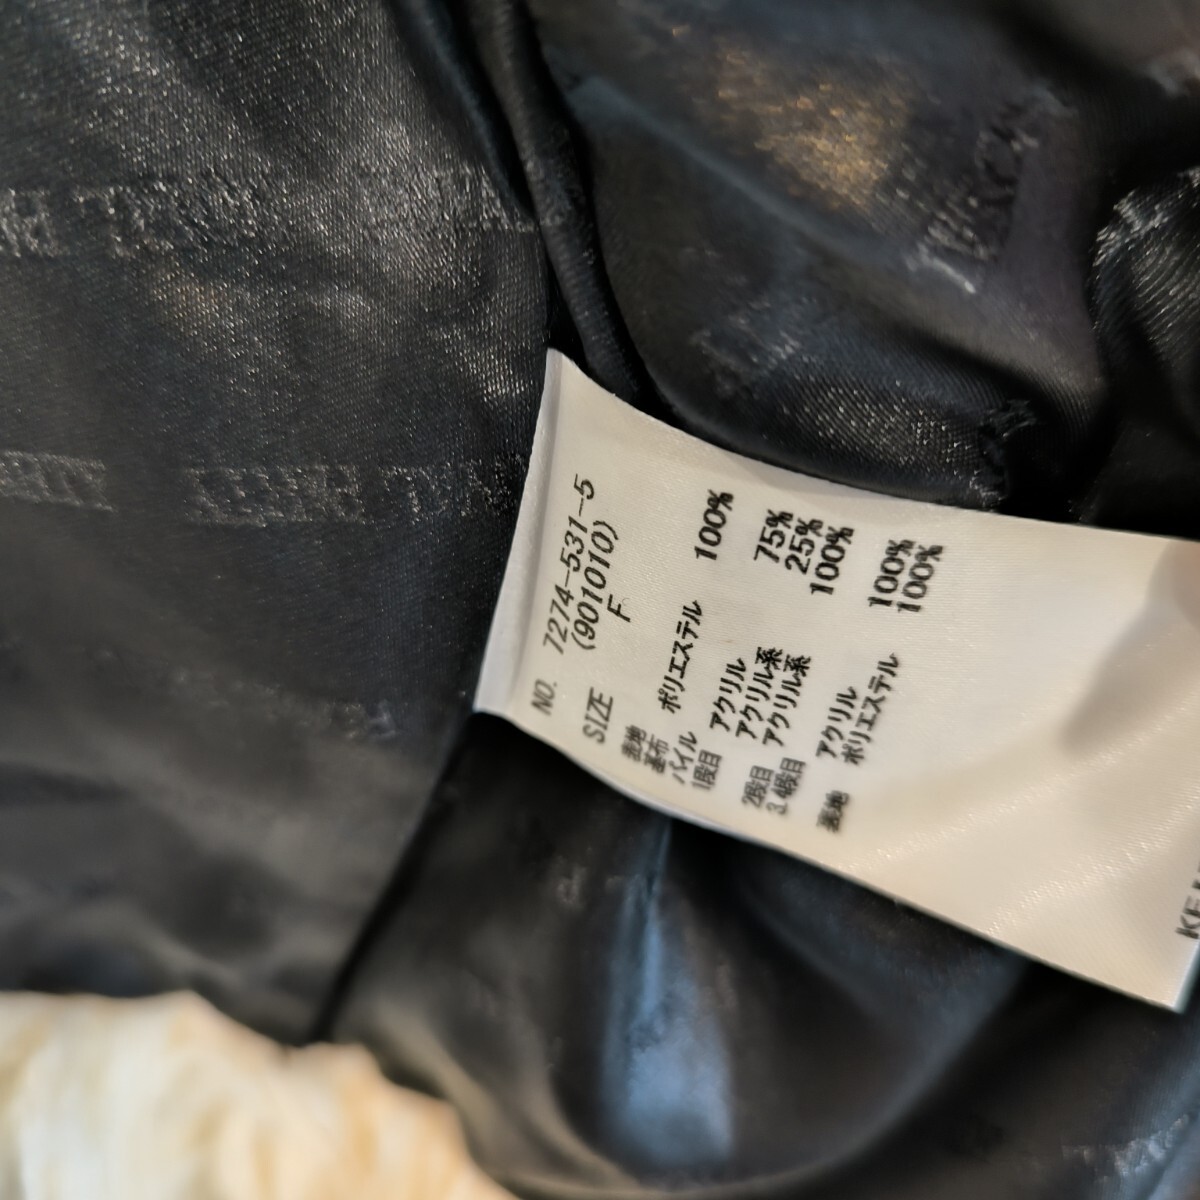 NO. 7274-531-5
(901010)
SIZE F
表地
基布 ポリエステル 100%
パイル
1段目 アクリル 75%
アクリル系 25%
2段目 アクリル系 100%
3.4段目
アクリル 100%
裏地 ポリエステル 100%